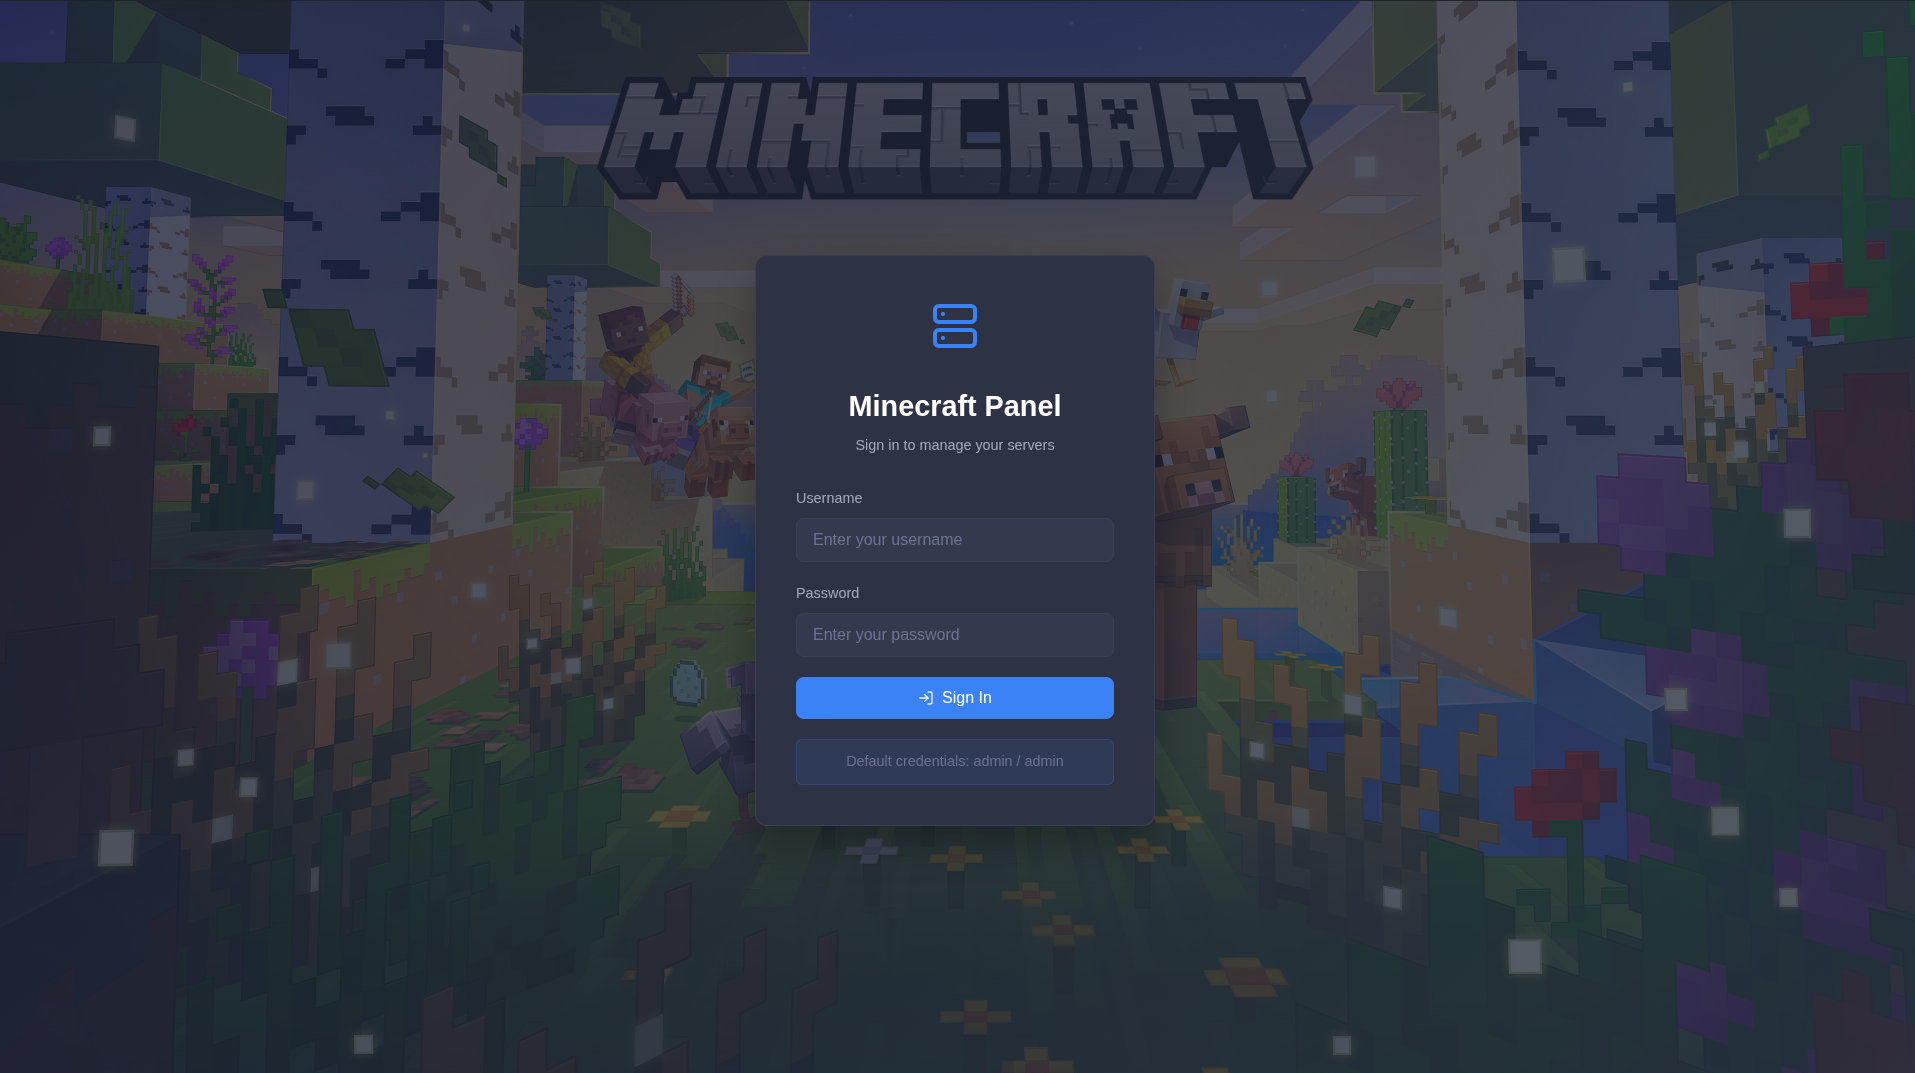 MINECRAFT
Minecraft Panel
Sign in to manage your servers
Username
Enter your username
Password
Enter your password
Sign In
Default credentials: admin / admin